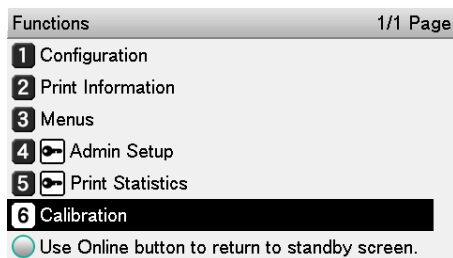 Functions 1/1 Page
1 Configuration
2 Print Information
3 Menus
4 Admin Setup
5 Print Statistics
6 Calibration
Use Online button to return to standby screen.